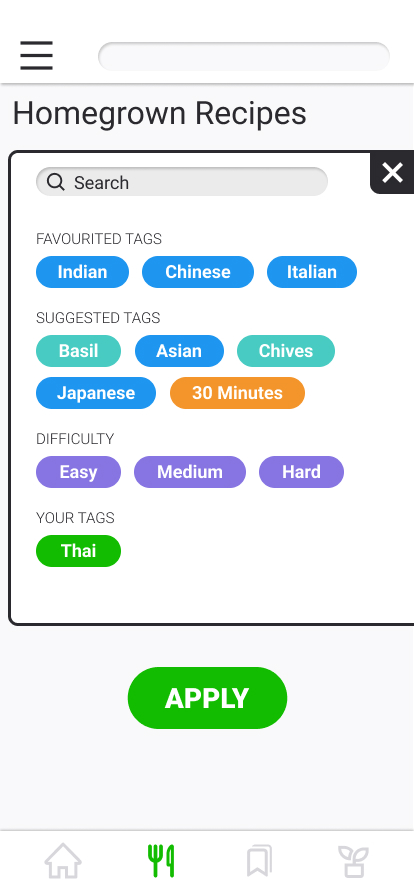 Homegrown Recipes
Search
FAVOURITED TAGS
Indian Chinese Italian
SUGGESTED TAGS
Basil Asian Chives
Japanese 30 Minutes
DIFFICULTY
Easy Medium Hard
YOUR TAGS
Thai
APPLY